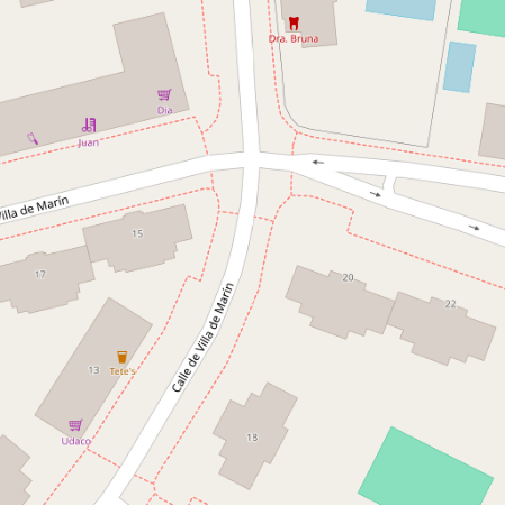 Dra. Bruna
Dia
Juan
Villa de Marín
15
17
20
22
Calle de Villa de Marín
13
Tete's
Udaco
18